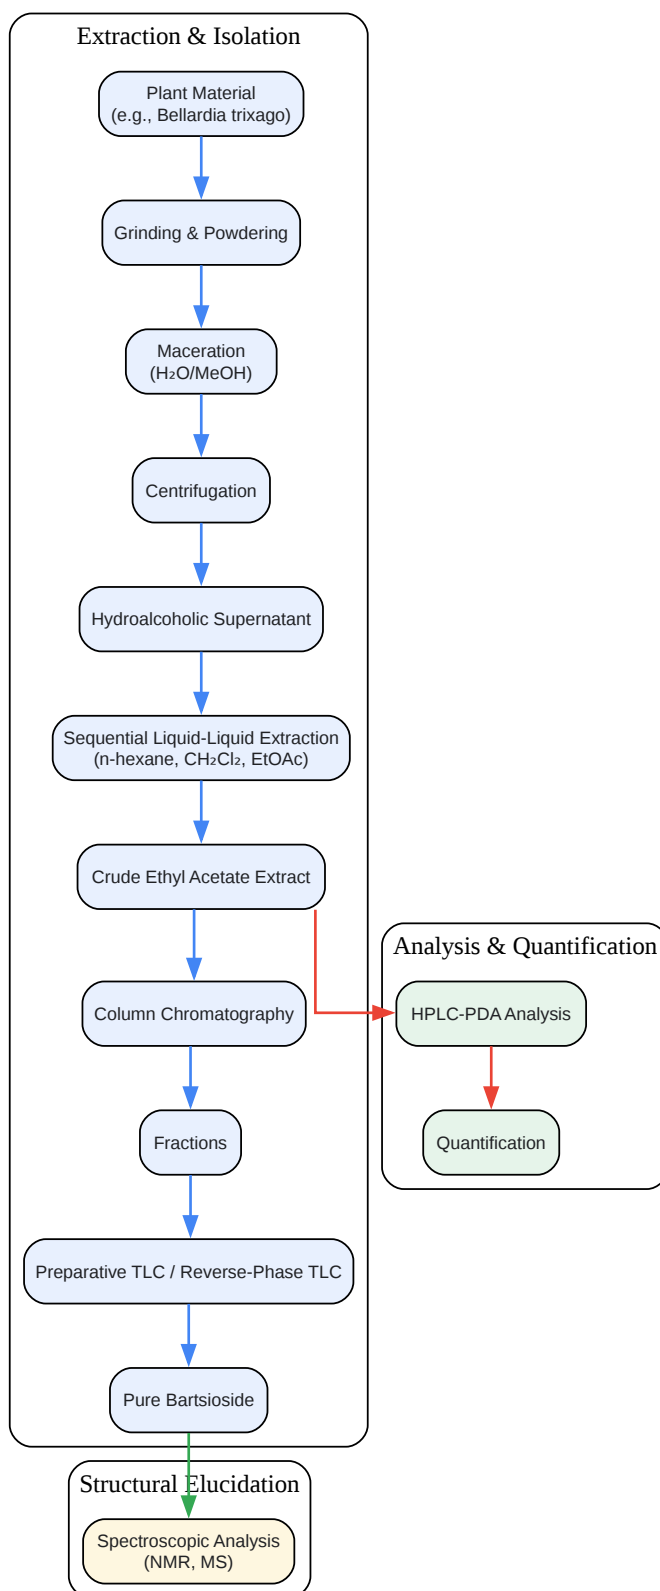 Extraction & Isolation
Plant Material
(e.g., Bellardia trixago)
Grinding & Powdering
Maceration
(H₂O/MeOH)
Centrifugation
Hydroalcoholic Supernatant
Sequential Liquid-Liquid Extraction
(n-hexane, CH₂Cl₂, EtOAc)
Crude Ethyl Acetate Extract
Analysis & Quantification
Column Chromatography
HPLC-PDA Analysis
Fractions
Quantification
Preparative TLC / Reverse-Phase TLC
Pure Bartsioside
Structural Elucidation
Spectroscopic Analysis
(NMR, MS)